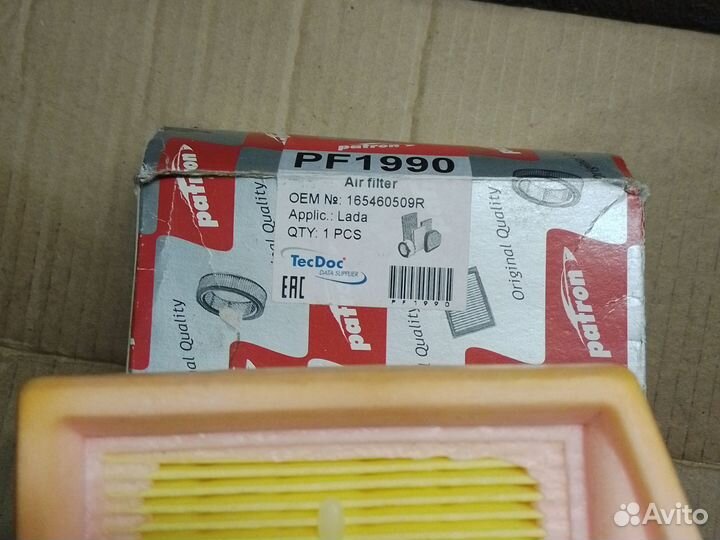 patron
PF1990
Air filter
OEM №: 165460509R
Applic.: Lada
QTY: 1 PCS
TecDoc
DATA SUPPLIER
EAC
PF1990
patron
Original Quality
Original Quality
patron
Quality
Avito